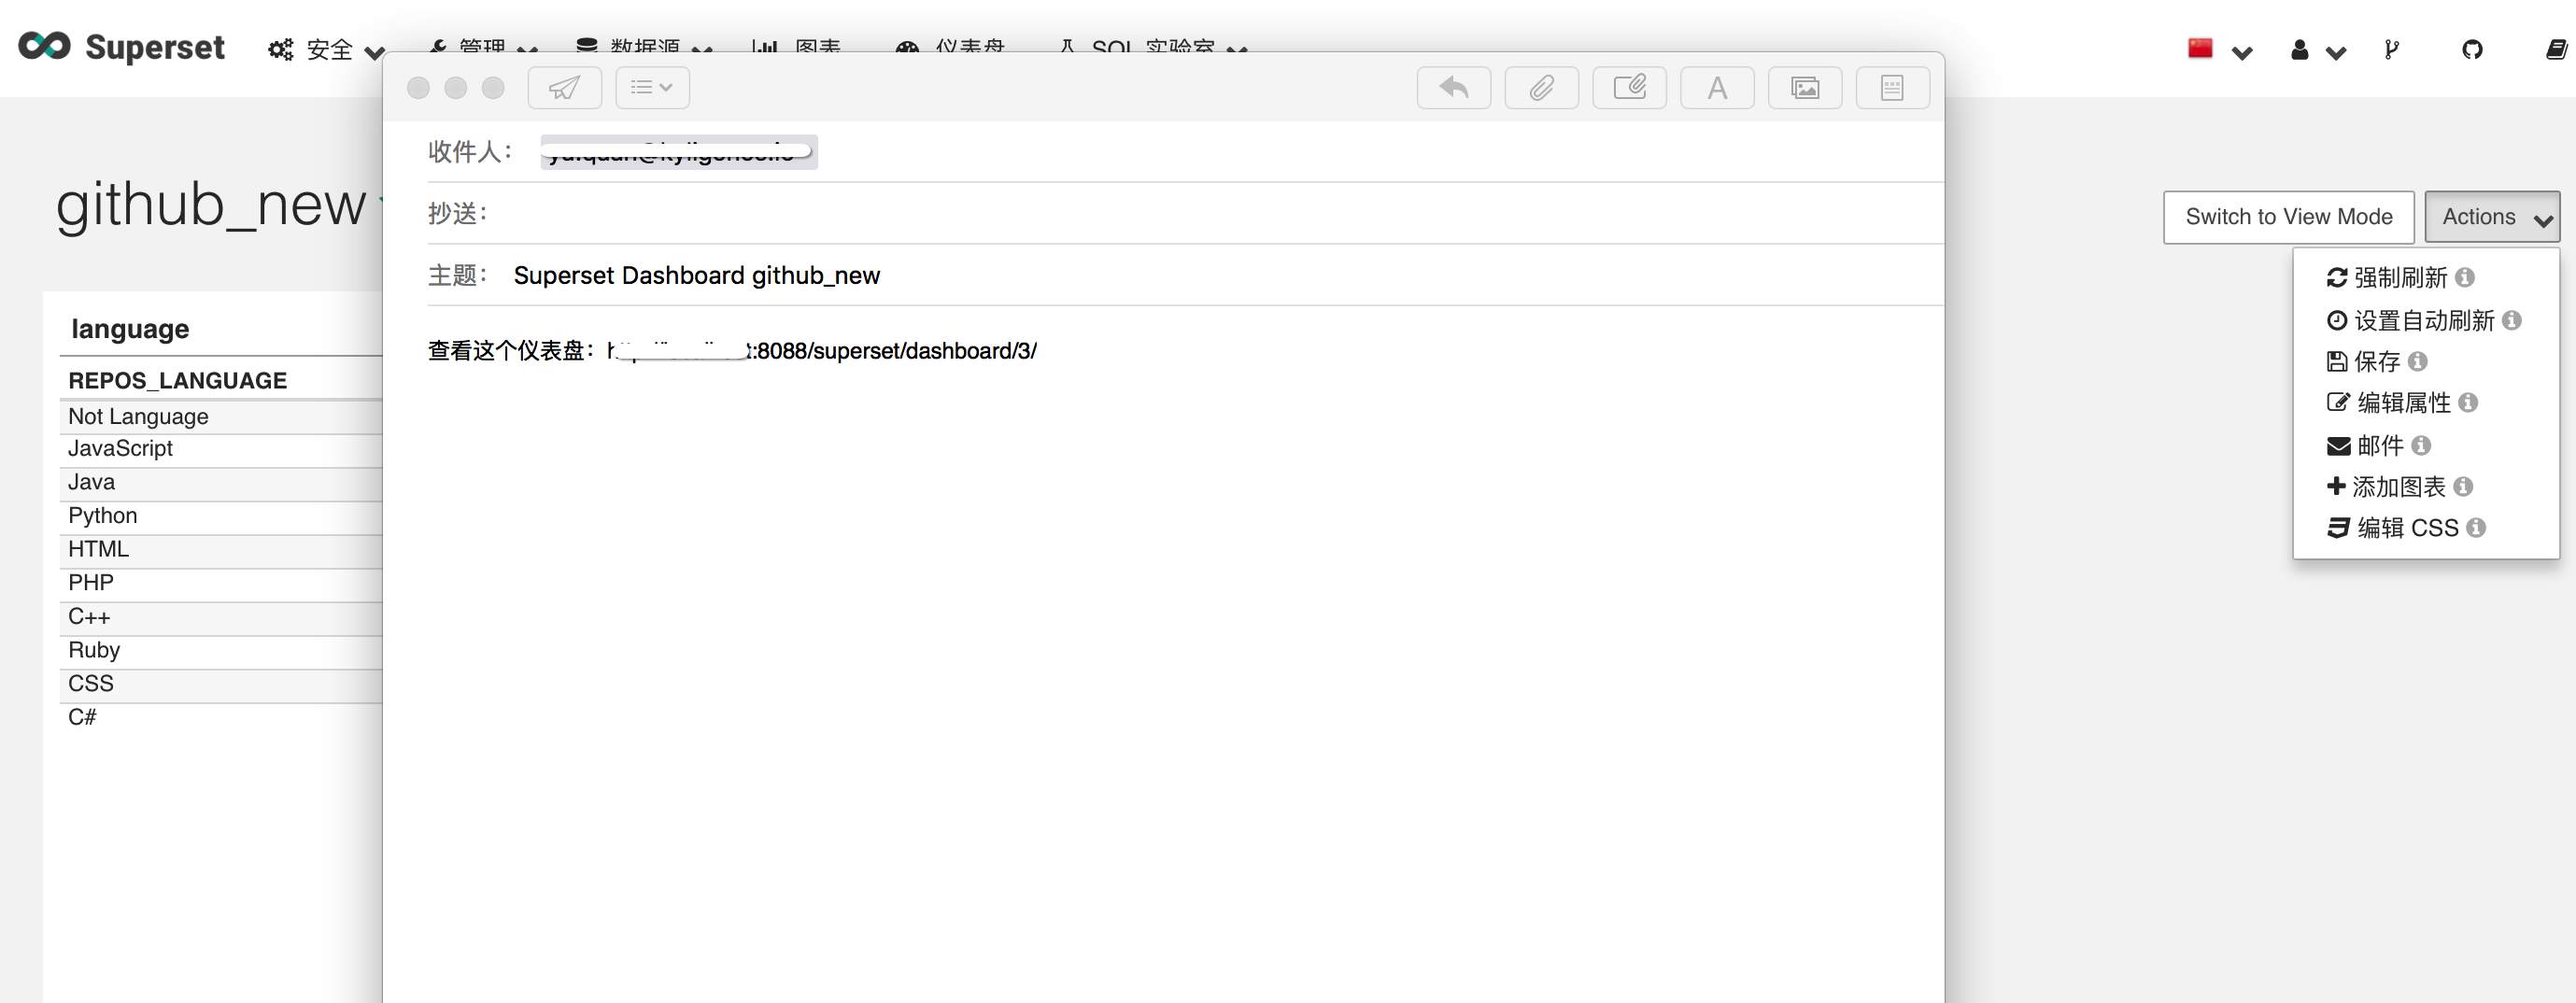 Superset 安全 管理 数据源 图表 仪表盘 SQL 实验室
收件人：
抄送：
主题： Superset Dashboard github_new
查看这个仪表盘： :8088/superset/dashboard/3/
github_new
Switch to View Mode Actions
强制刷新
设置自动刷新
保存
编辑属性
邮件
添加图表
编辑 CSS
language
REPOS_LANGUAGE
Not Language
JavaScript
Java
Python
HTML
PHP
C++
Ruby
CSS
C#